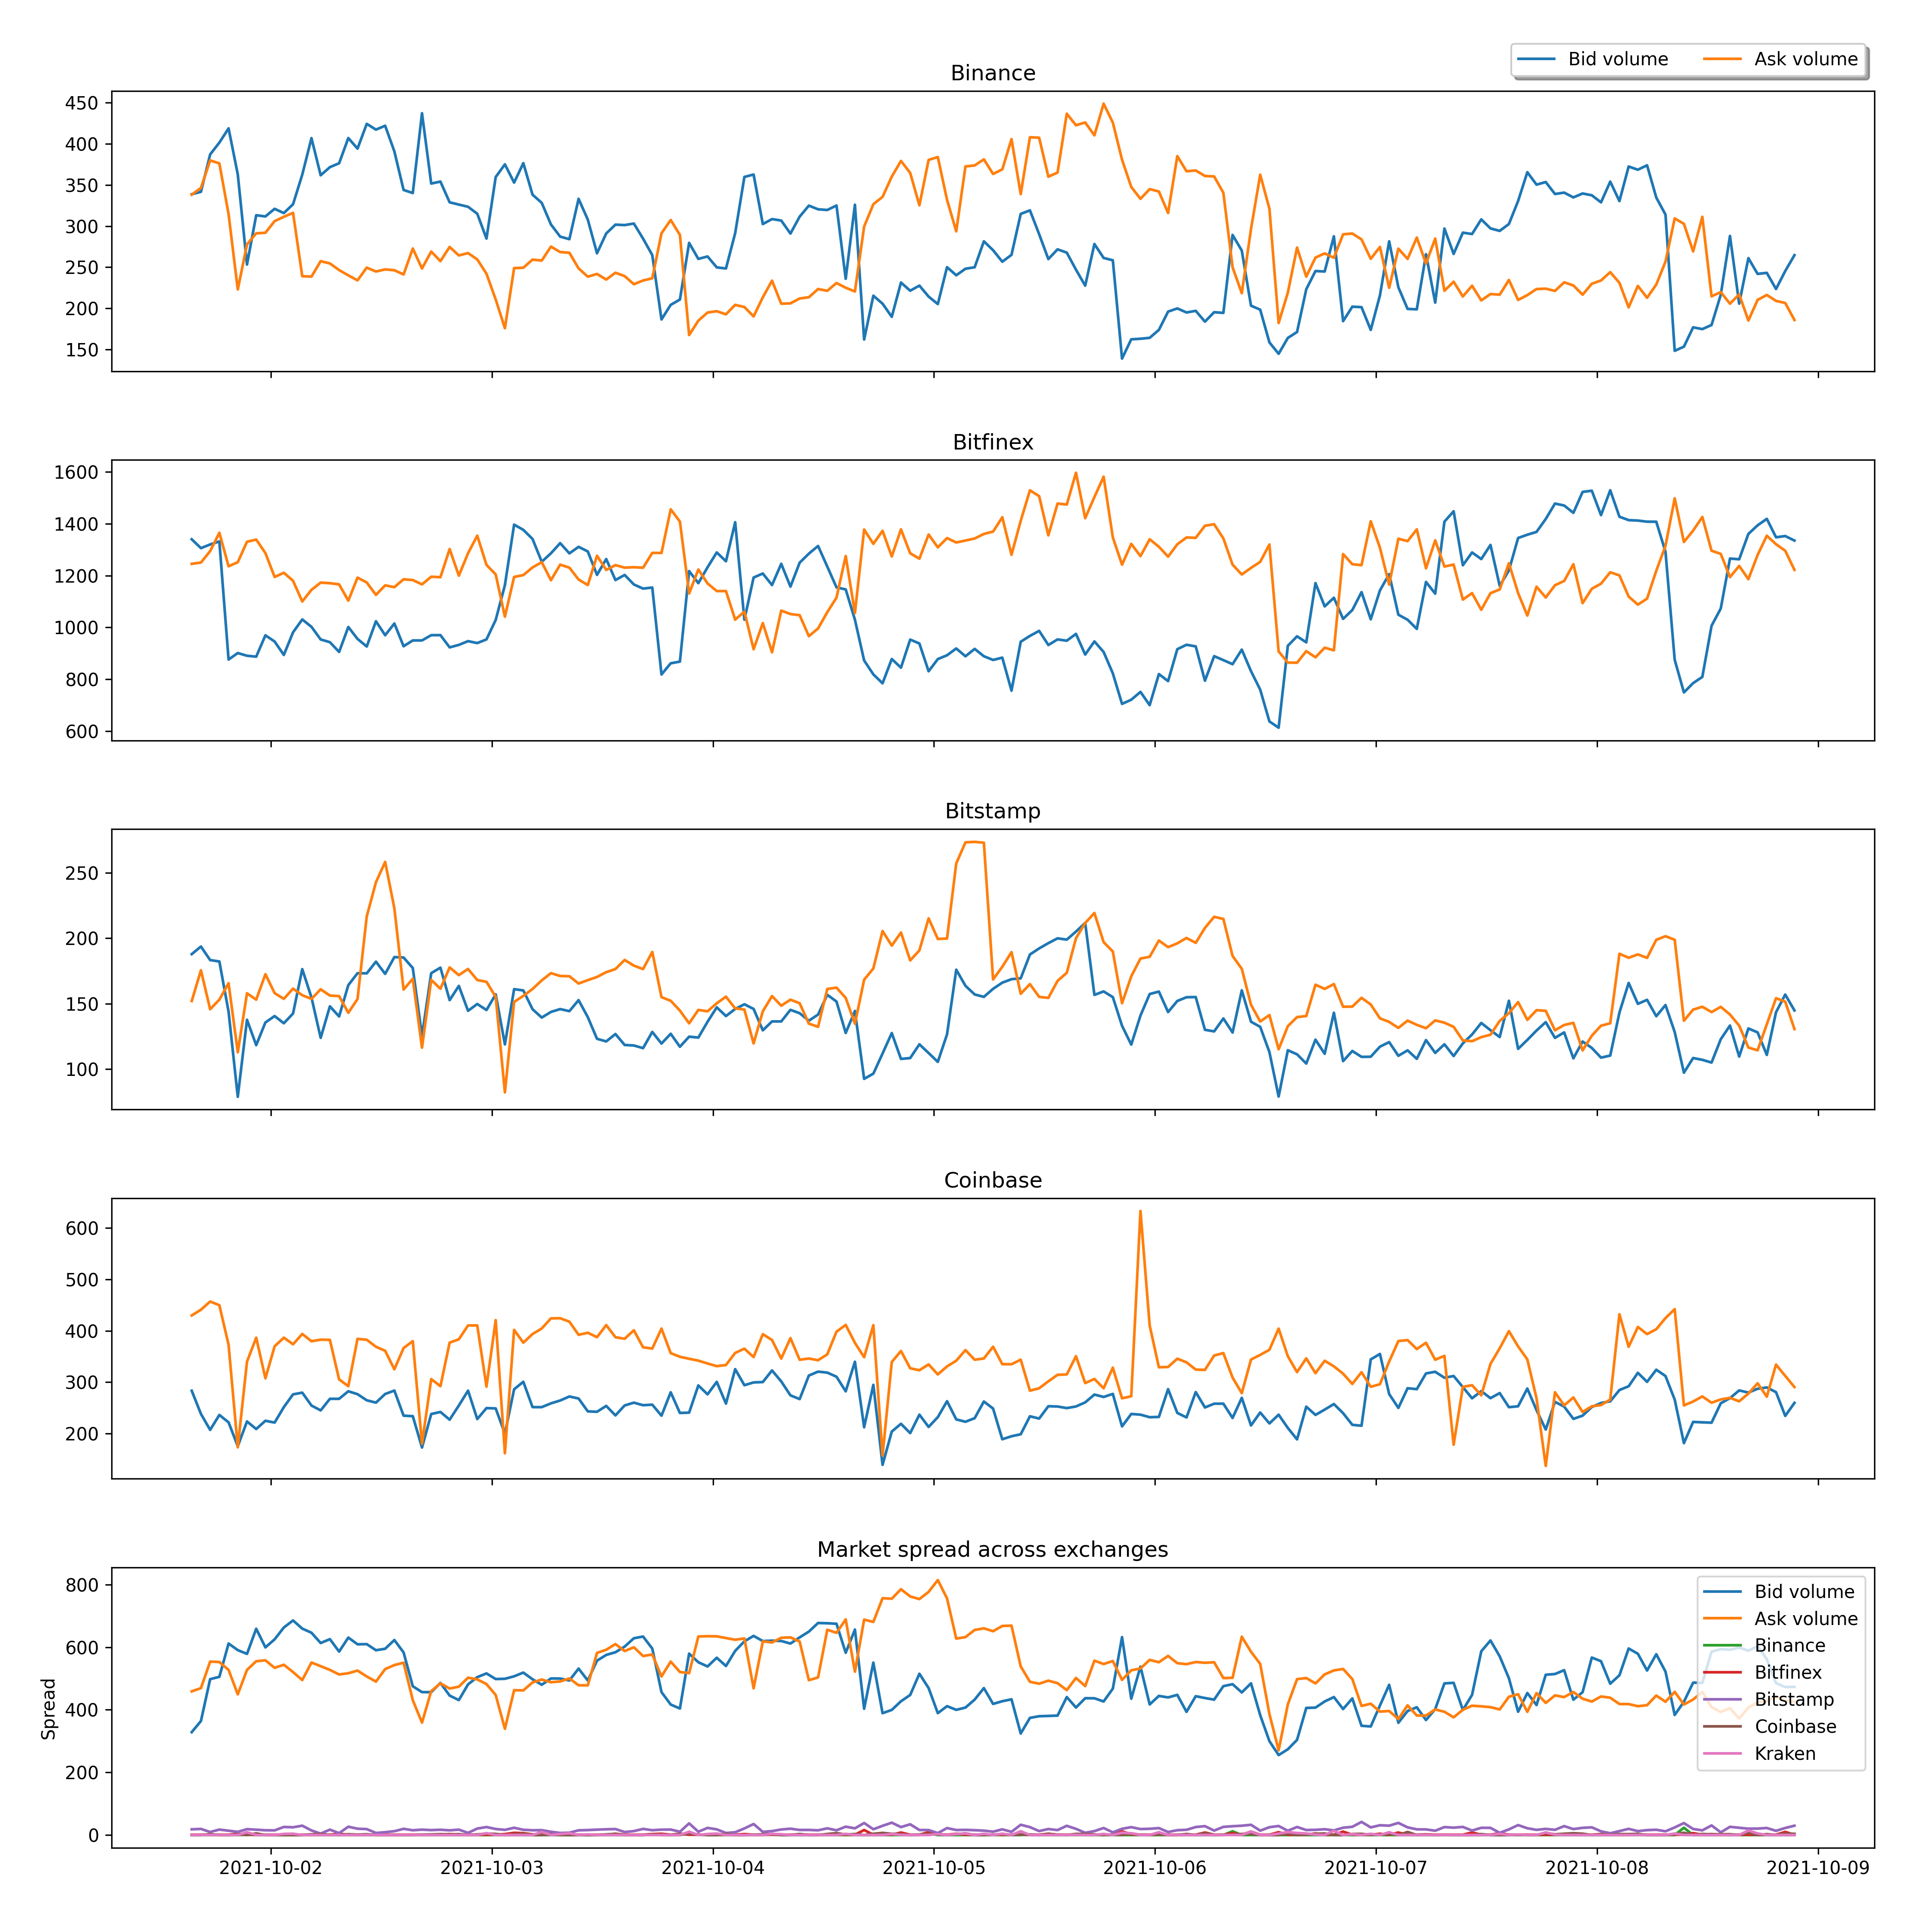 Bid volume Ask volume
Binance
450
400
350
300
250
200
150
Bitfinex
1600
1400
1200
1000
800
600
Bitstamp
250
200
150
100
Coinbase
600
500
400
300
200
Market spread across exchanges
800
600
400
200
0
Spread
Bid volume
Ask volume
Binance
Bitfinex
Bitstamp
Coinbase
Kraken
2021-10-02 2021-10-03 2021-10-04 2021-10-05 2021-10-06 2021-10-07 2021-10-08 2021-10-09